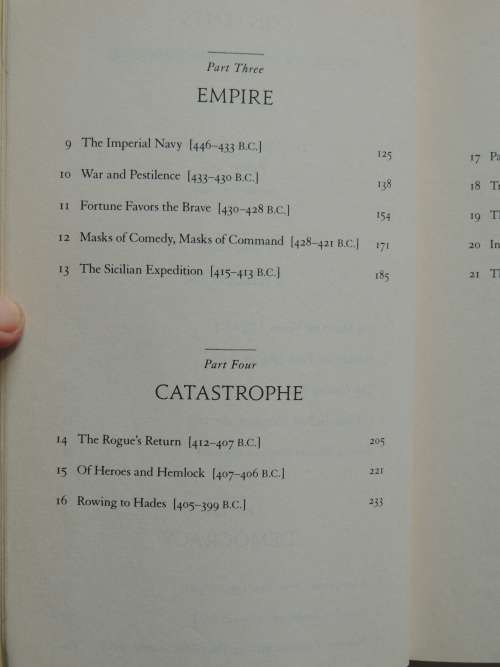 Part Three
EMPIRE
9 The Imperial Navy [446–433 B.C.] 125
10 War and Pestilence [433–430 B.C.] 138
11 Fortune Favors the Brave [430–428 B.C.] 154
12 Masks of Comedy, Masks of Command [428–421 B.C.] 171
13 The Sicilian Expedition [415–413 B.C.] 185
Part Four
CATASTROPHE
14 The Rogue's Return [412–407 B.C.] 205
15 Of Heroes and Hemlock [407–406 B.C.] 221
16 Rowing to Hades [405–399 B.C.] 233
17
18
19
20
21